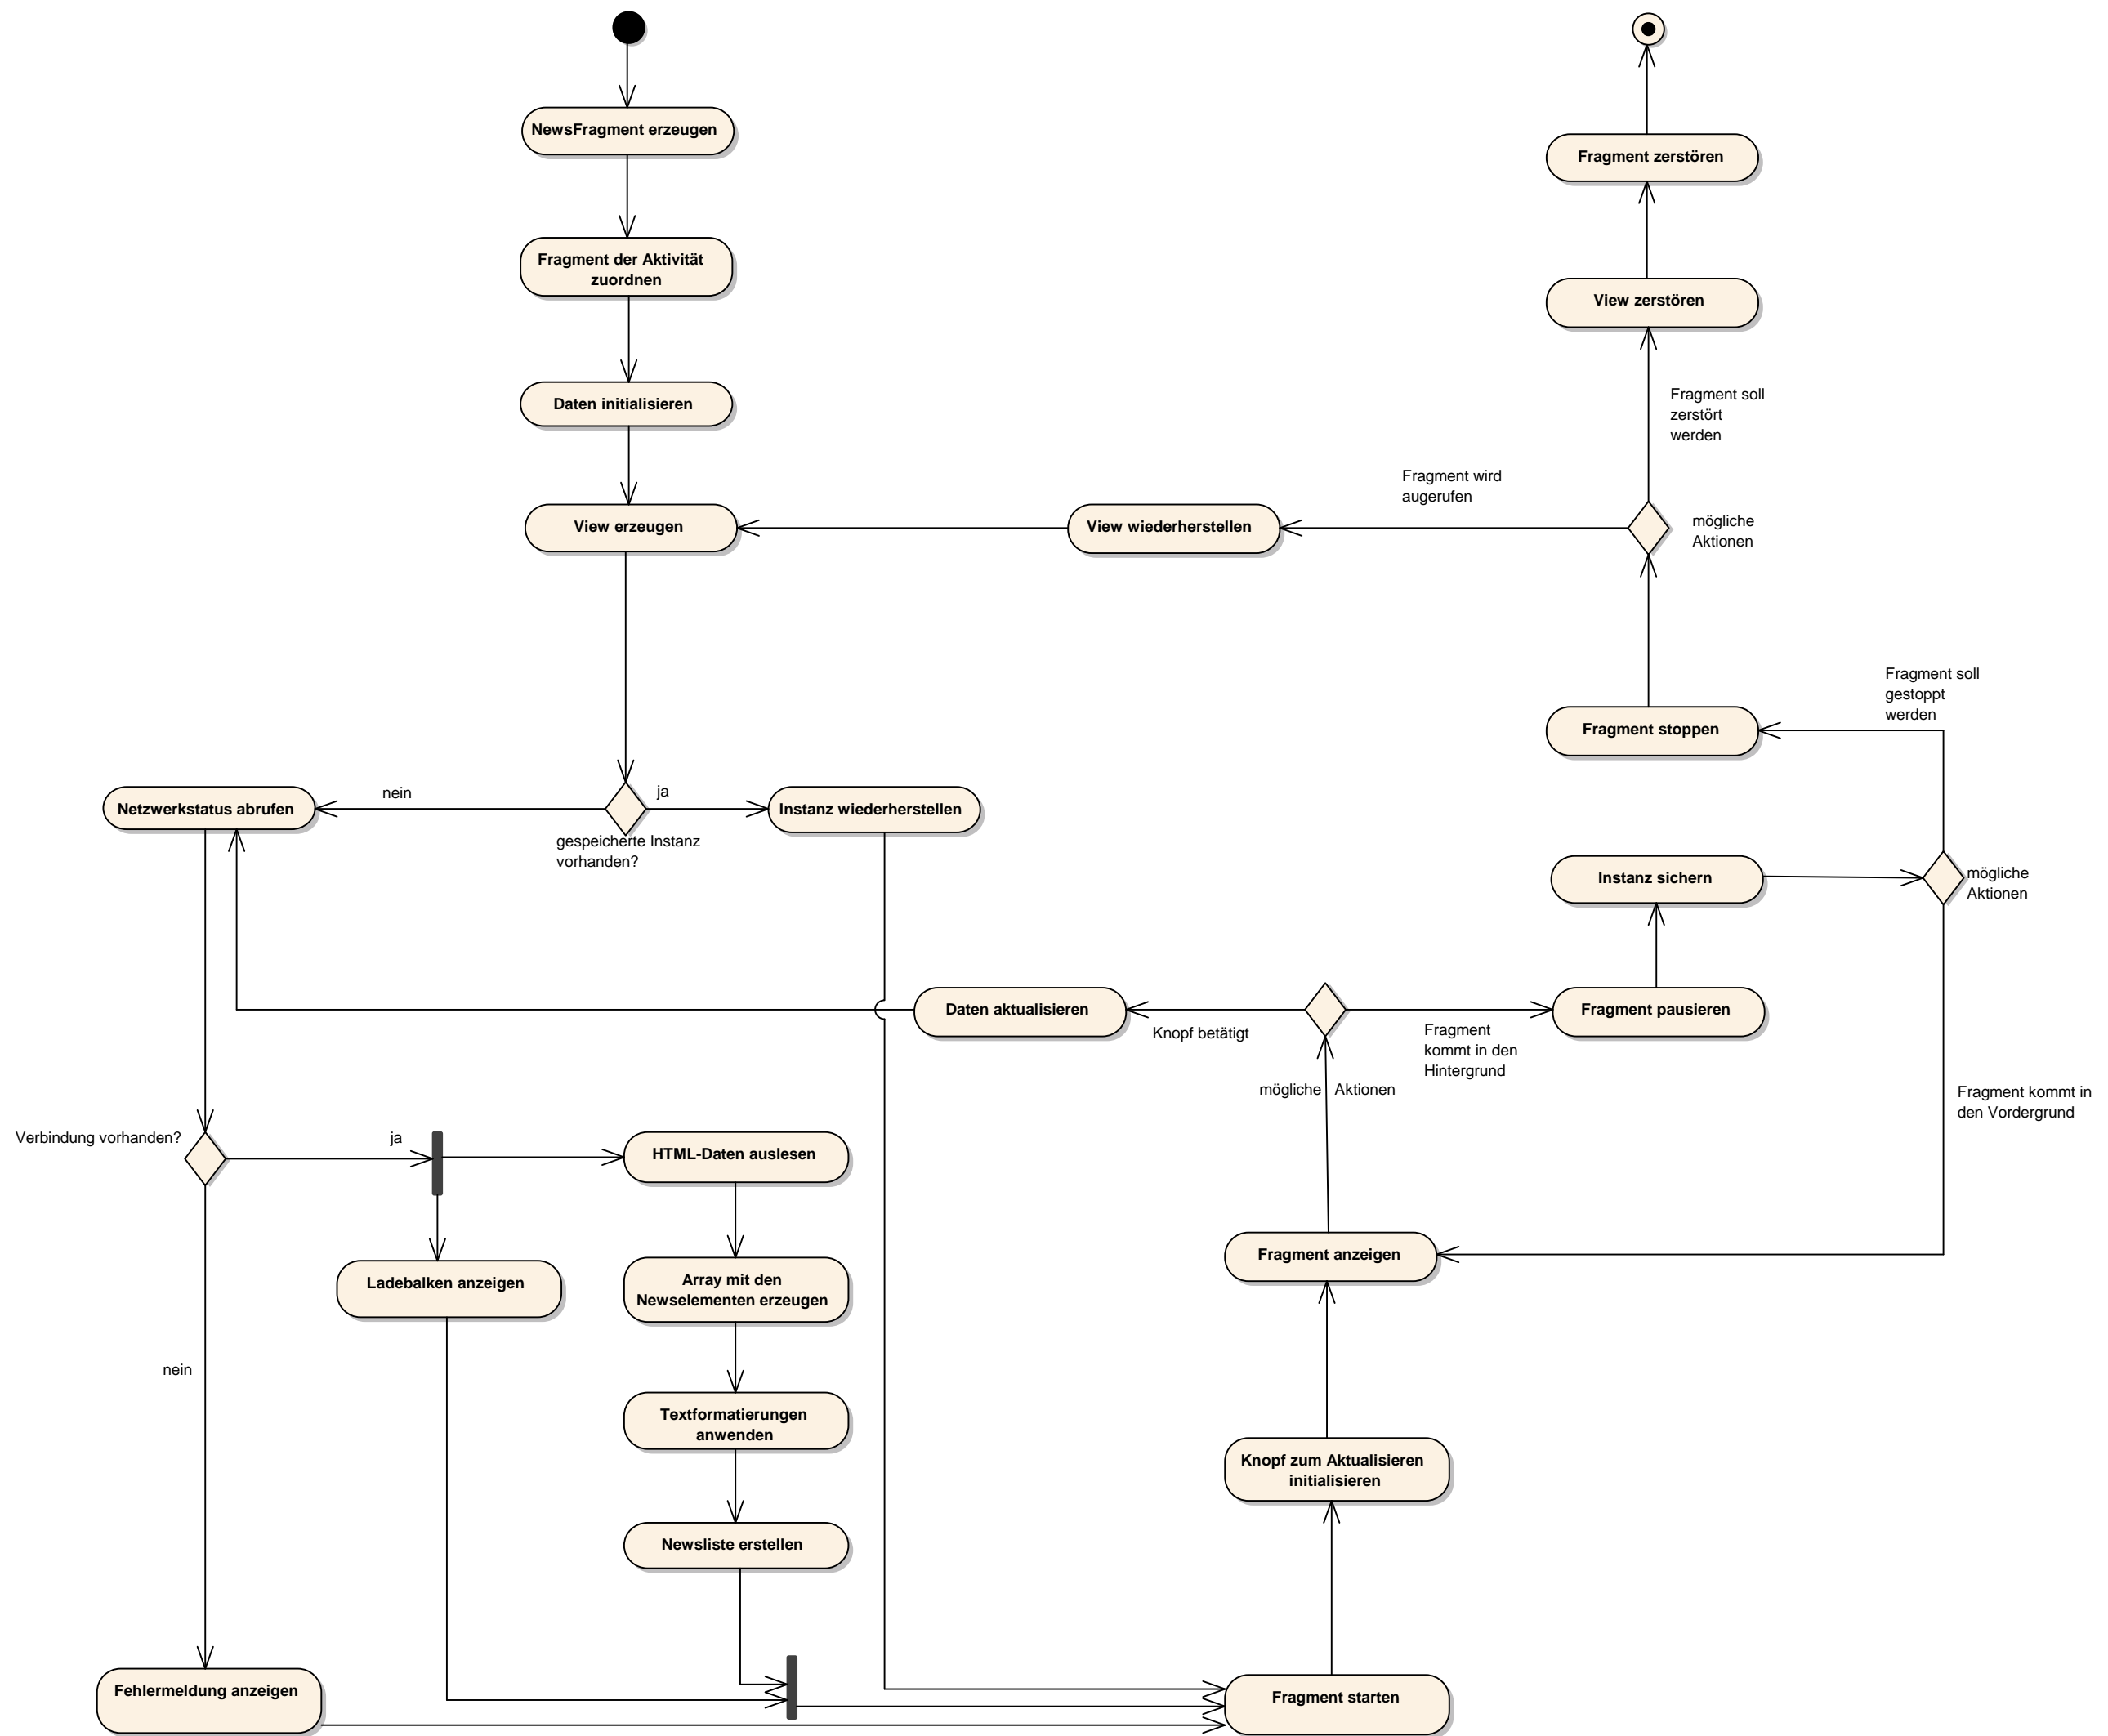 NewsFragment erzeugen
Fragment zerstören
Fragment der Aktivität
zuordnen
View zerstören
Daten initialisieren
Fragment soll
zerstört
werden
Fragment wird
augerufen
View erzeugen
View wiederherstellen
mögliche
Aktionen
Fragment soll
gestoppt
werden
Fragment stoppen
Netzwerkstatus abrufen
nein
ja
Instanz wiederherstellen
gespeicherte Instanz
vorhanden?
Instanz sichern
mögliche
Aktionen
Daten aktualisieren
Knopf betätigt
Fragment
kommt in den
Hintergrund
Fragment pausieren
mögliche Aktionen
Fragment kommt in
den Vordergrund
Verbindung vorhanden?
ja
HTML-Daten auslesen
Fragment anzeigen
Ladebalken anzeigen
Array mit den
Newselementen erzeugen
nein
Textformatierungen
anwenden
Knopf zum Aktualisieren
initialisieren
Newsliste erstellen
Fehlermeldung anzeigen
Fragment starten